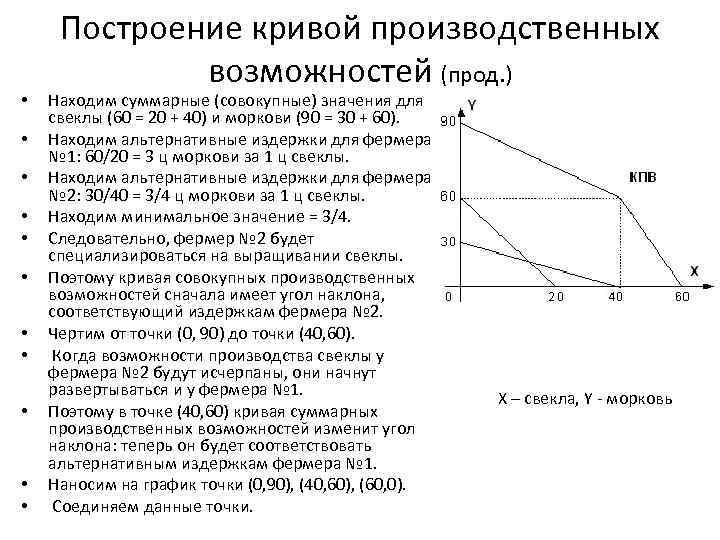 Построение кривой производственных
возможностей (прод.)
• Находим суммарные (совокупные) значения для
свеклы (60 = 20 + 40) и моркови (90 = 30 + 60).
• Находим альтернативные издержки для фермера
№1: 60/20 = 3 ц моркови за 1 ц свеклы.
• Находим альтернативные издержки для фермера
№2: 30/40 = 3/4 ц моркови за 1 ц свеклы.
• Находим минимальное значение = 3/4.
• Следовательно, фермер №2 будет
специализироваться на выращивании свеклы.
• Поэтому кривая совокупных производственных
возможностей сначала имеет угол наклона,
соответствующий издержкам фермера №2.
• Чертим от точки (0, 90) до точки (40, 60).
• Когда возможности производства свеклы у
фермера №2 будут исчерпаны, они начнут
развертываться и у фермера №1.
• Поэтому в точке (40, 60) кривая суммарных
производственных возможностей изменит угол
наклона: теперь он будет соответствовать
альтернативным издержкам фермера №1.
• Наносим на график точки (0,90), (40,60), (60,0).
• Соединяем данные точки.
Y
90
КПВ
60
30
X
0 20 40 60
X – свекла, Y - морковь